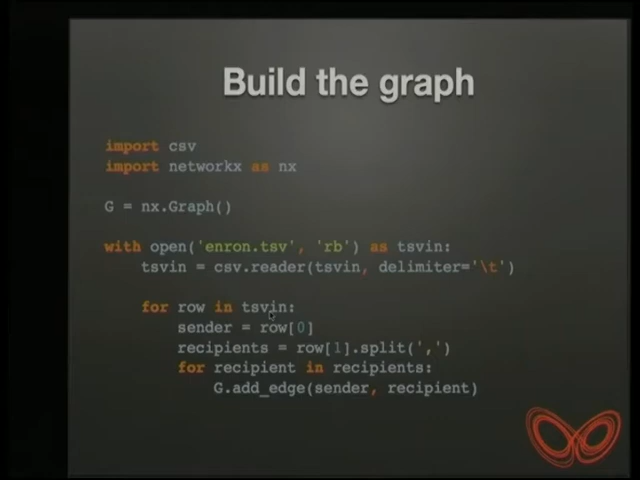 Build the graph
import csv
import networkx as nx
G = nx.Graph()
with open('enron.tsv', 'rb') as tsvin:
tsvin = csv.reader(tsvin, delimiter='\t')
for row in tsvin:
sender = row[0]
recipients = row[1].split(',')
for recipient in recipients:
G.add_edge(sender, recipient)